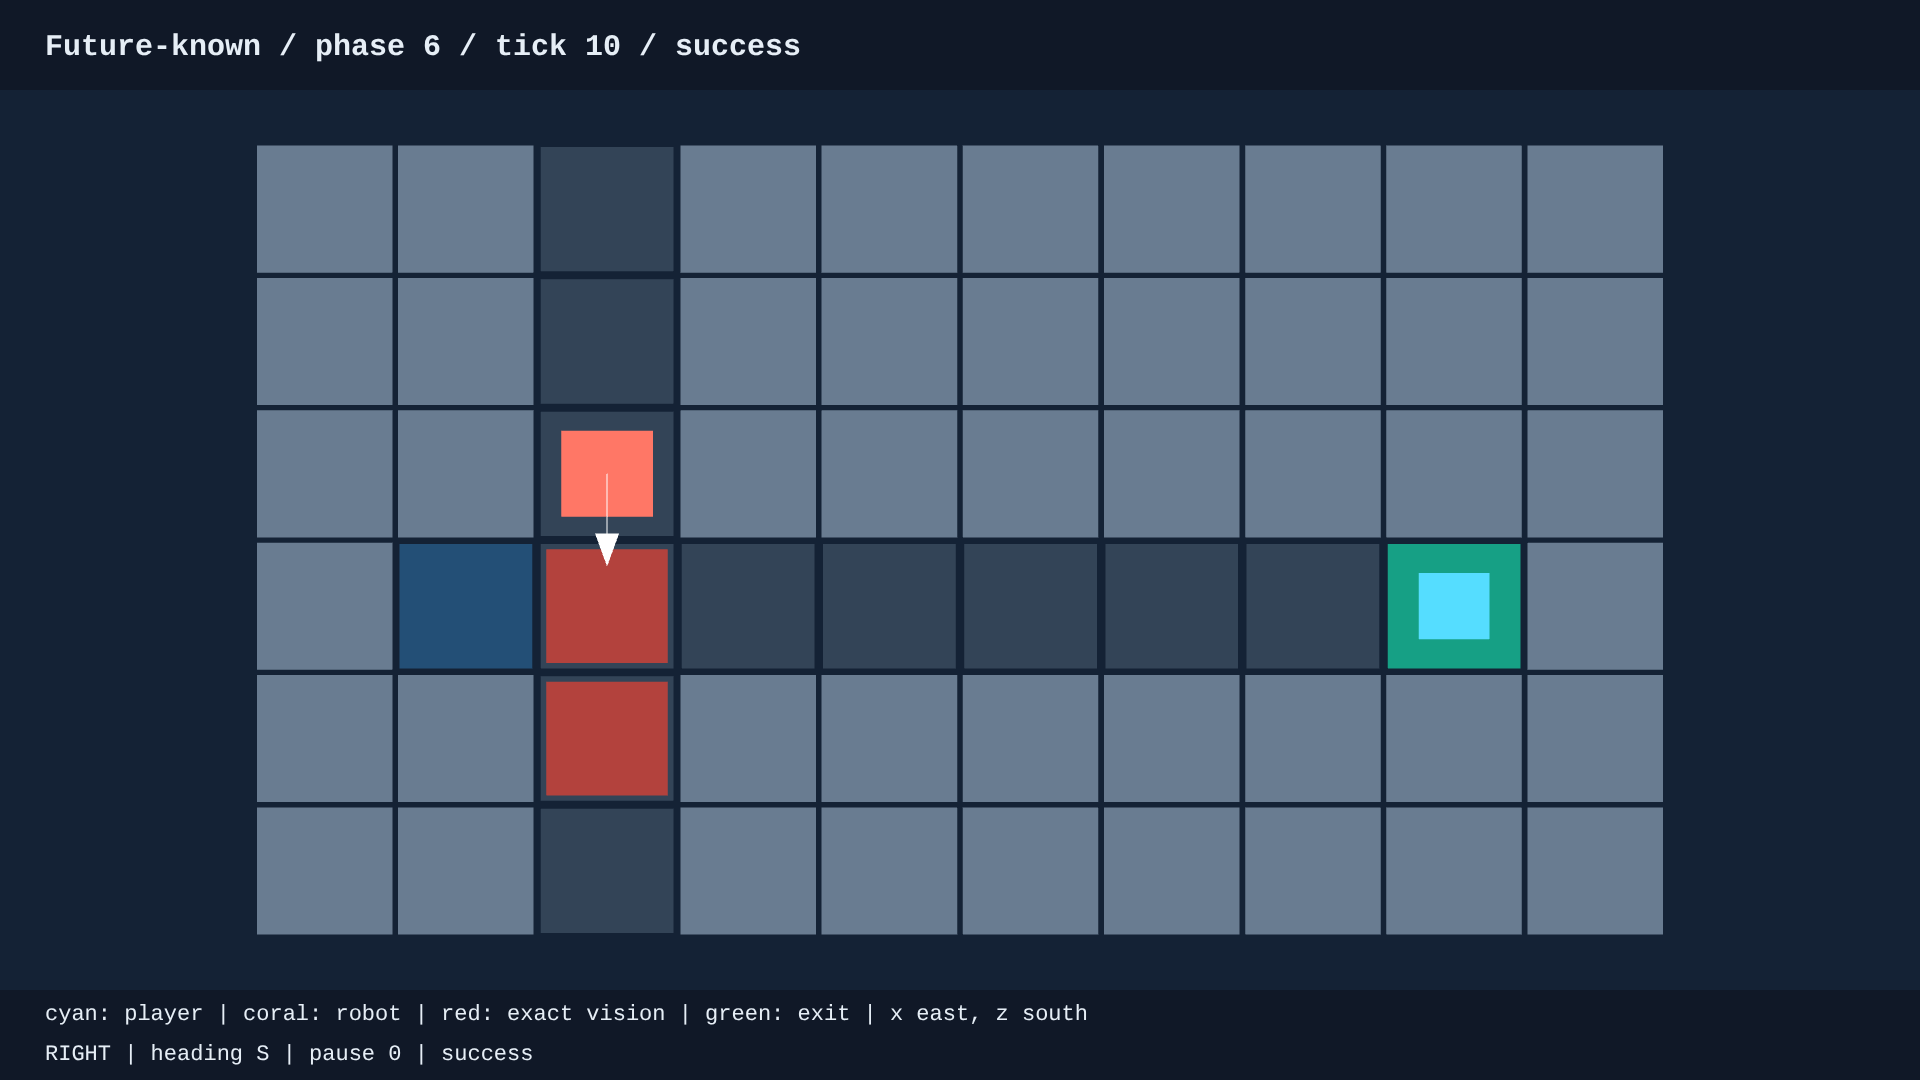 Future-known / phase 6 / tick 10 / success
cyan: player | coral: robot | red: exact vision | green: exit | x east, z south
RIGHT | heading S | pause 0 | success